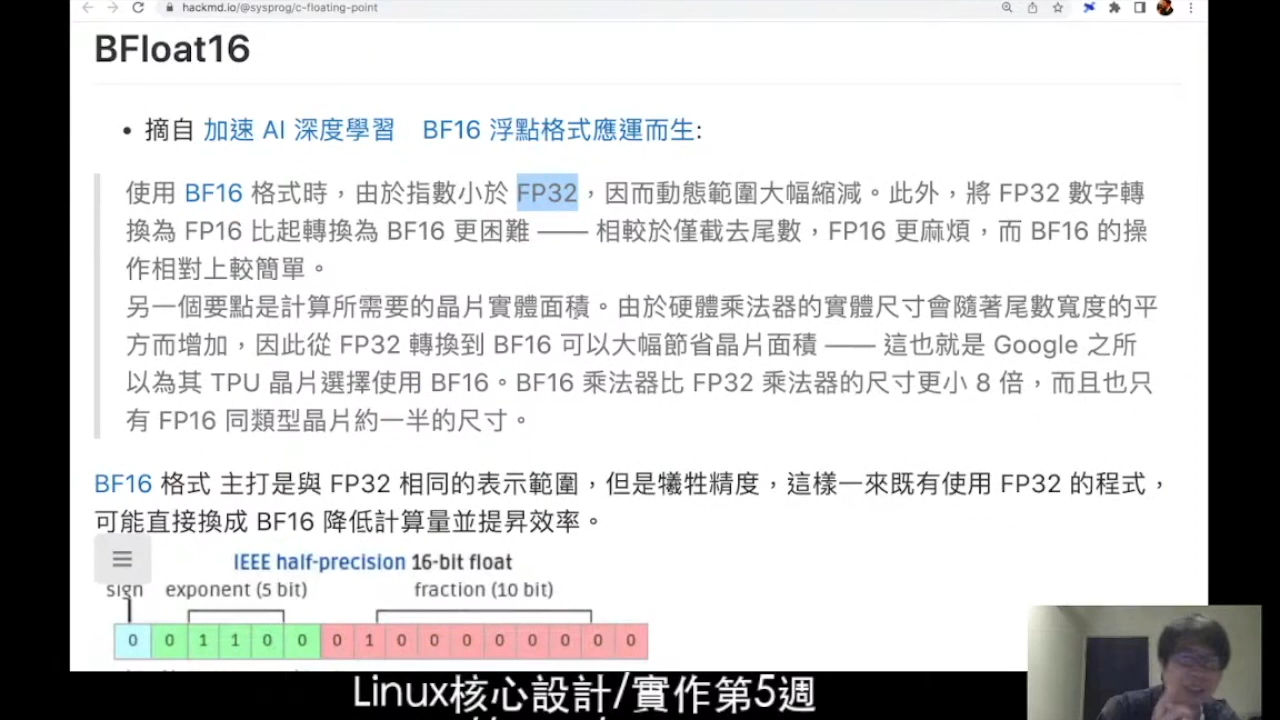 hackmd.io/@sysprog/c-floating-point
BFloat16
• 摘自 加速 AI 深度學習 BF16 浮點格式應運而生:
使用 BF16 格式時，由於指數小於 FP32，因而動態範圍大幅縮減。此外，將 FP32 數字轉
換為 FP16 比起轉換為 BF16 更困難 —— 相較於僅截去尾數，FP16 更麻煩，而 BF16 的操
作相對上較簡單。
另一個要點是計算所需要的晶片實體面積。由於硬體乘法器的實體尺寸會隨著尾數寬度的平
方而增加，因此從 FP32 轉換到 BF16 可以大幅節省晶片面積 —— 這也就是 Google 之所
以為其 TPU 晶片選擇使用 BF16。BF16 乘法器比 FP32 乘法器的尺寸更小 8 倍，而且也只
有 FP16 同類型晶片約一半的尺寸。
BF16 格式 主打是與 FP32 相同的表示範圍，但是犧牲精度，這樣一來既有使用 FP32 的程式，
可能直接換成 BF16 降低計算量並提昇效率。
IEEE half-precision 16-bit float
sign exponent (5 bit) fraction (10 bit)
0 0 1 1 0 0 0 1 0 0 0 0 0 0 0 0
Linux核心設計/實作第5週